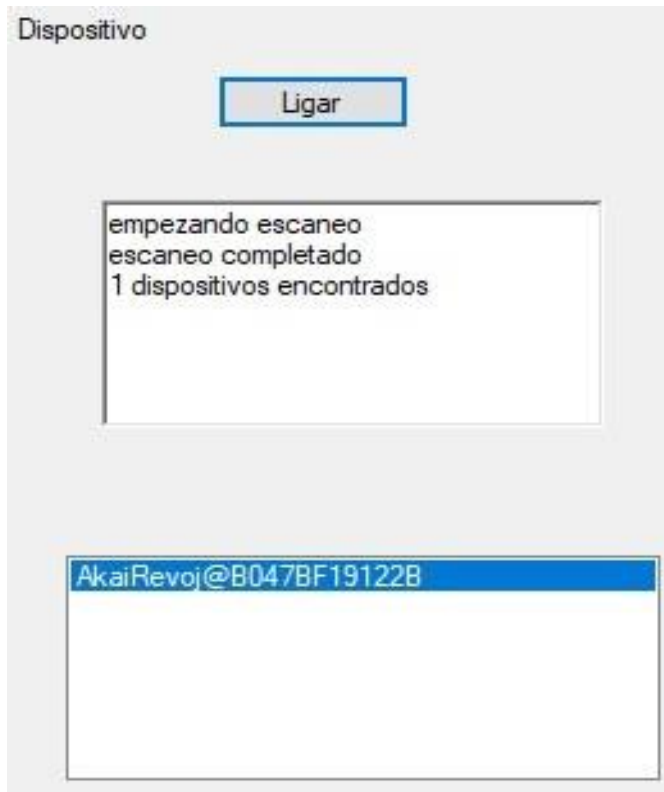 Dispositivo
Ligar
empezando escaneo
escaneo completado
1 dispositivos encontrados
AkaiRevoj@B047BF19122B